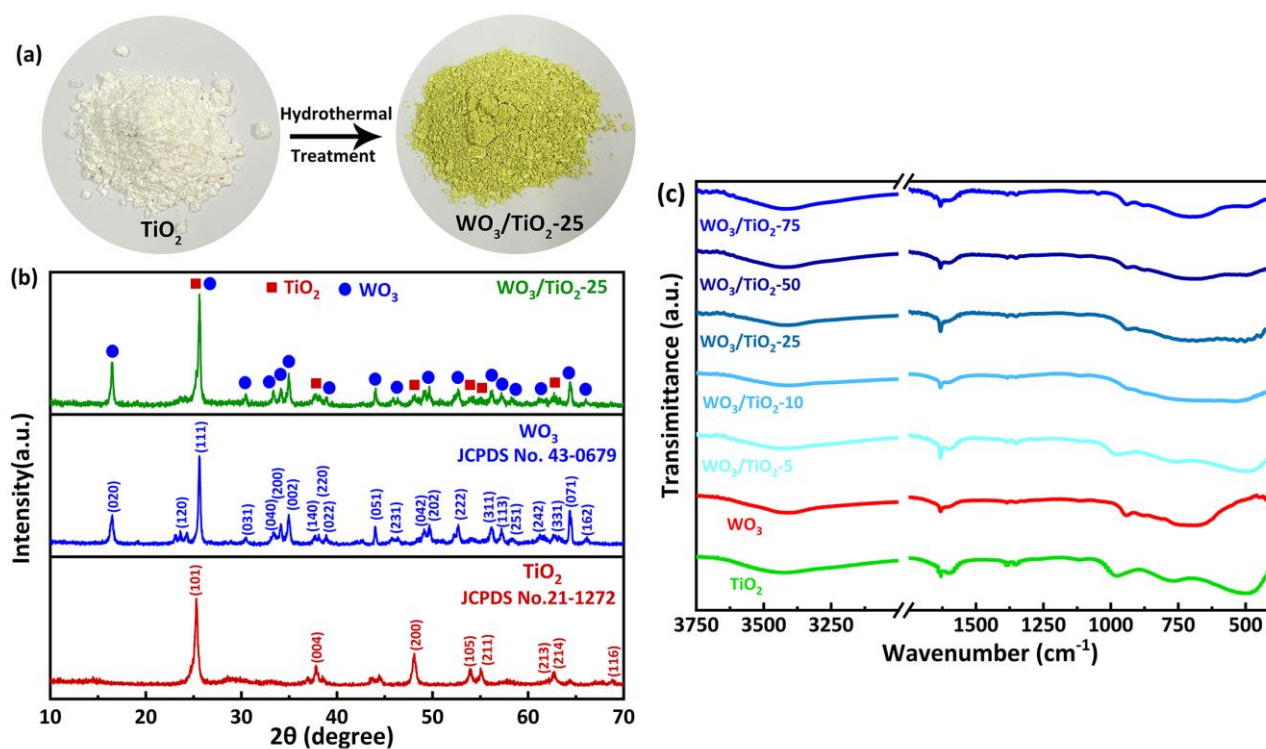 (a)
Hydrothermal
Treatment
TiO₂
WO₃/TiO₂-25
(b)
TiO₂ WO₃ WO₃/TiO₂-25
WO₃
JCPDS No. 43-0679
(020)
(120)
(111)
(031)
(040)
(200)
(002)
(140)
(220)
(022)
(051)
(231)
(042)
(202)
(222)
(311)
(113)
(251)
(242)
(331)
(071)
(162)
TiO₂
JCPDS No.21-1272
(101)
(004)
(200)
(105)
(211)
(213)
(214)
(116)
Intensity(a.u.)
10 20 30 40 50 60 70
2θ (degree)
(c)
WO₃/TiO₂-75
WO₃/TiO₂-50
WO₃/TiO₂-25
WO₃/TiO₂-10
WO₃/TiO₂-5
WO₃
TiO₂
Transimittance (a.u.)
3750 3500 3250 1500 1250 1000 750 500
Wavenumber (cm⁻¹)